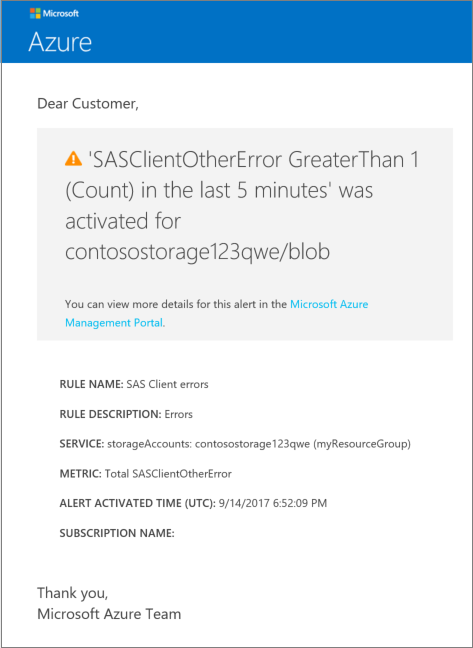 Microsoft
Azure
Dear Customer,
'SASClientOtherError GreaterThan 1
(Count) in the last 5 minutes' was
activated for
contosostorage123qwe/blob
You can view more details for this alert in the Microsoft Azure
Management Portal.
RULE NAME: SAS Client errors
RULE DESCRIPTION: Errors
SERVICE: storageAccounts: contosostorage123qwe (myResourceGroup)
METRIC: Total SASClientOtherError
ALERT ACTIVATED TIME (UTC): 9/14/2017 6:52:09 PM
SUBSCRIPTION NAME:
Thank you,
Microsoft Azure Team